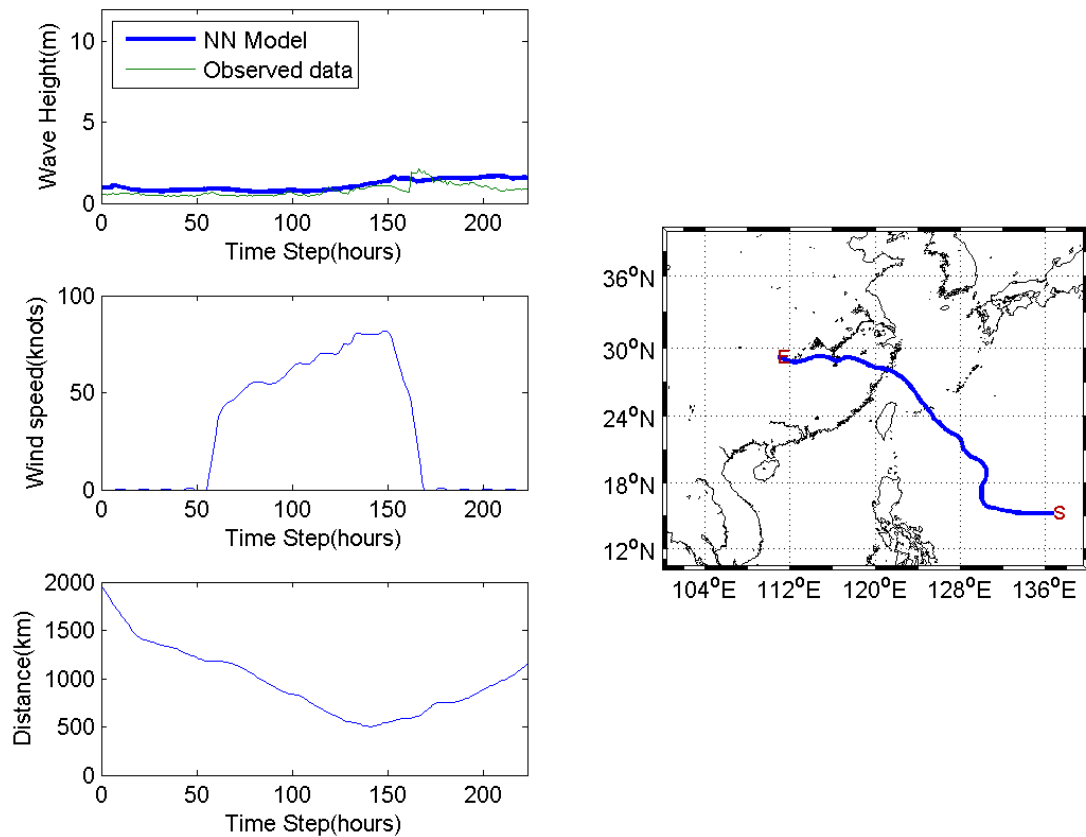 10
5
0
Wave Height(m)
NN Model
Observed data
0 50 100 150 200
Time Step(hours)
100
50
0
Wind speed(knots)
0 50 100 150 200
Time Step(hours)
2000
1500
1000
500
0
Distance(km)
0 50 100 150 200
Time Step(hours)
36°N
30°N
24°N
18°N
12°N
E
S
104°E 112°E 120°E 128°E 136°E